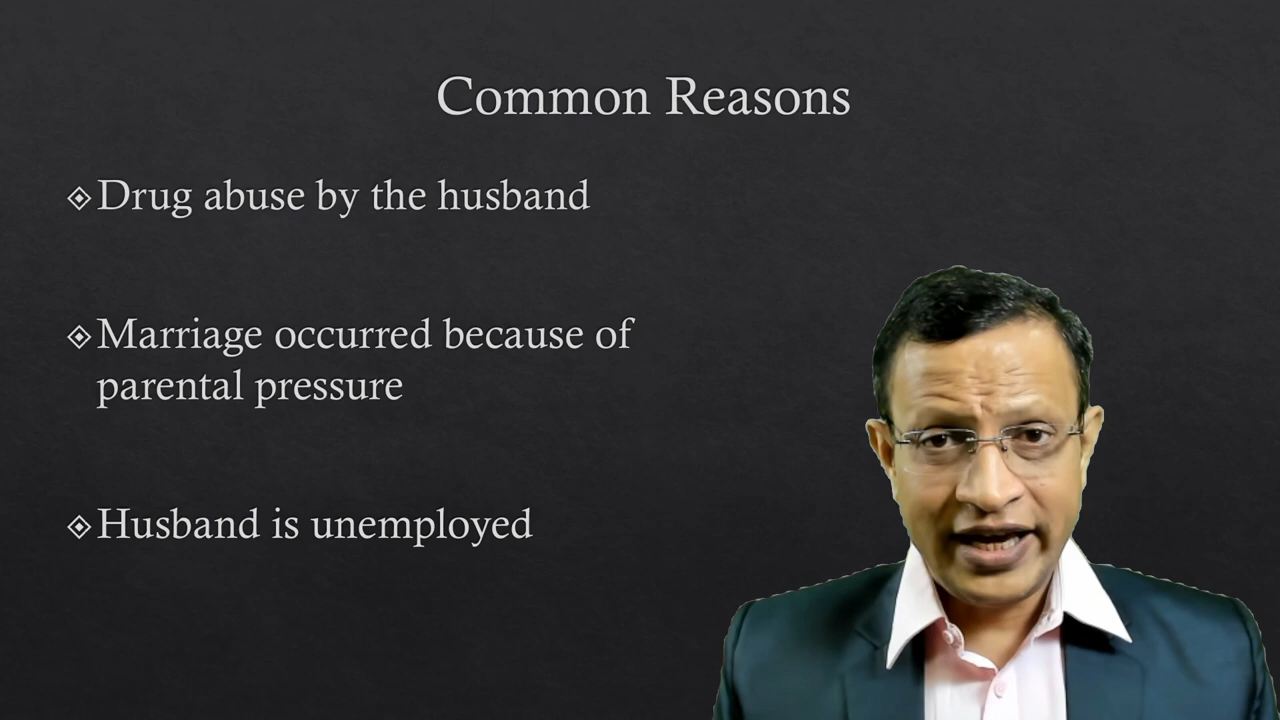 Common Reasons
Drug abuse by the husband
Marriage occurred because of
parental pressure
Husband is unemployed